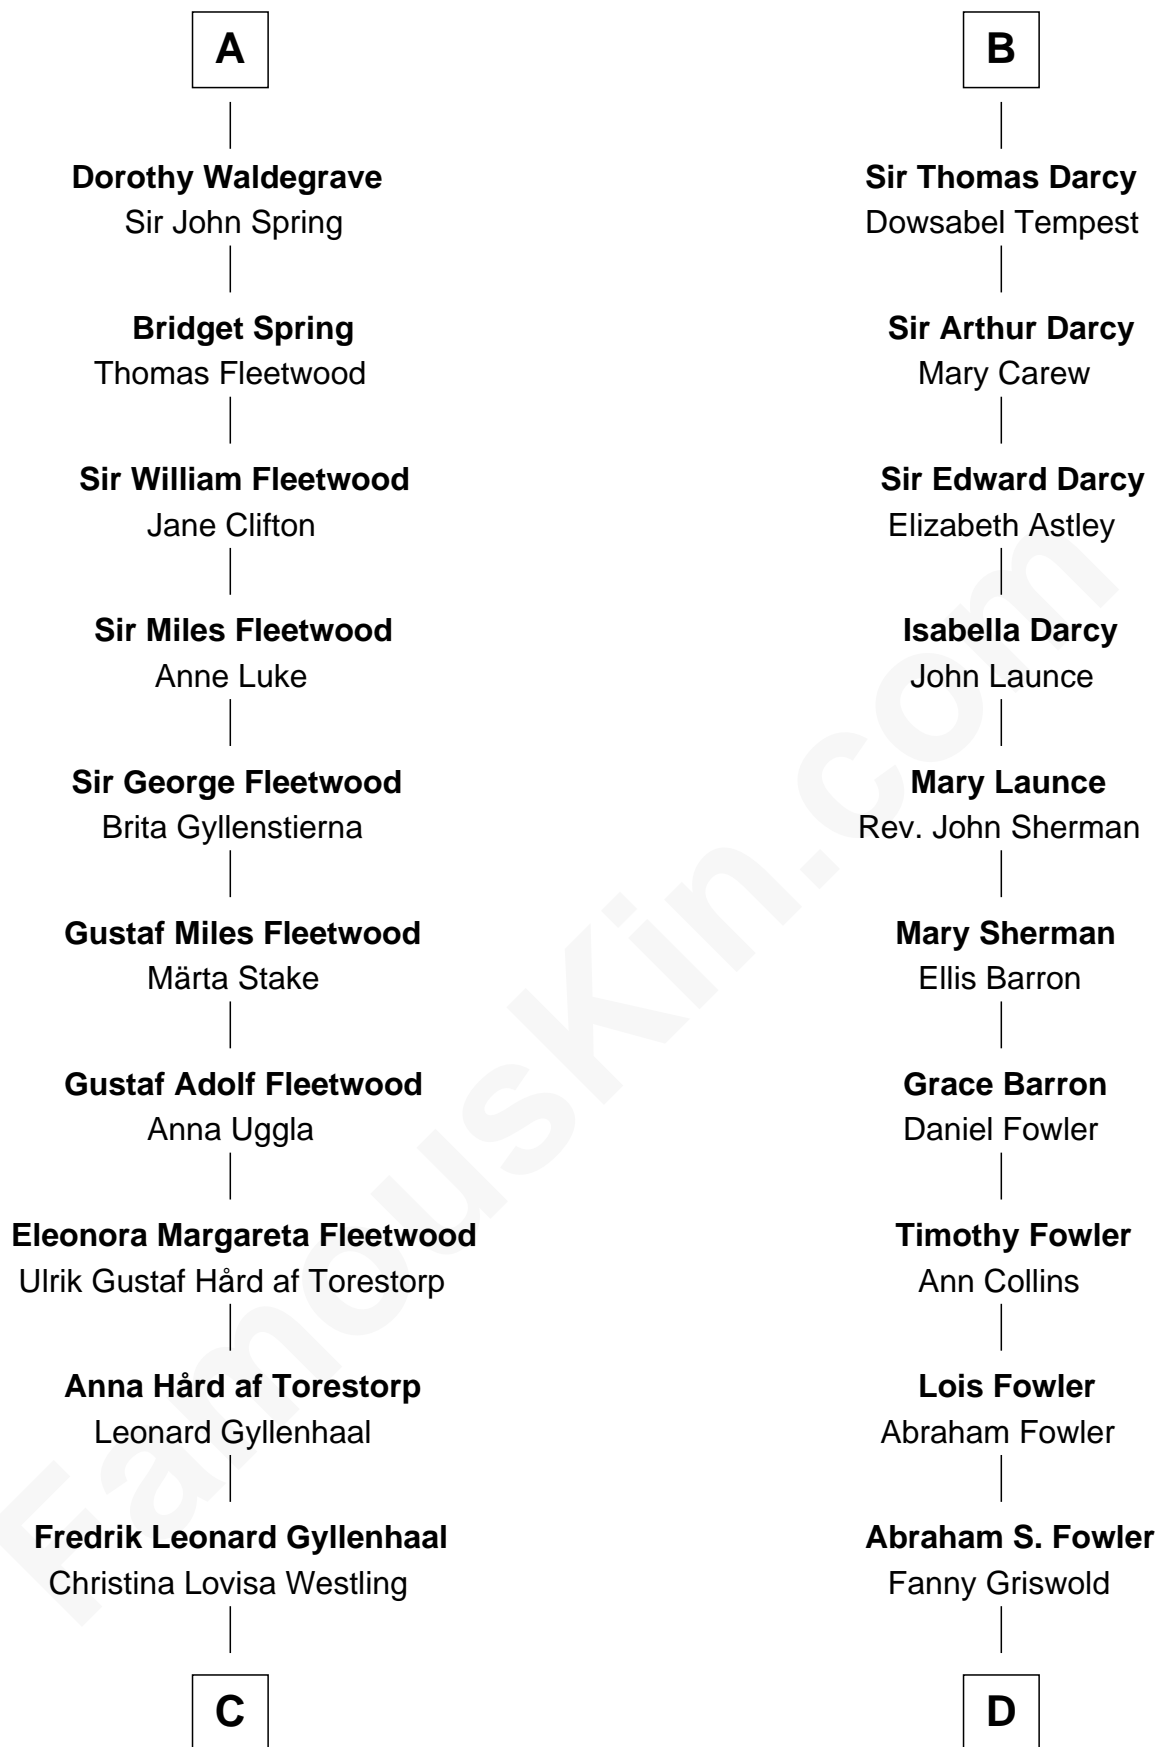 A
Dorothy Waldegrave
Sir John Spring
Bridget Spring
Thomas Fleetwood
Sir William Fleetwood
Jane Clifton
Sir Miles Fleetwood
Anne Luke
Sir George Fleetwood
Brita Gyllenstierna
Gustaf Miles Fleetwood
Märta Stake
Gustaf Adolf Fleetwood
Anna Uggla
Eleonora Margareta Fleetwood
Ulrik Gustaf Hård af Torestorp
Anna Hård af Torestorp
Leonard Gyllenhaal
Fredrik Leonard Gyllenhaal
Christina Lovisa Westling
C
B
Sir Thomas Darcy
Dowsabel Tempest
Sir Arthur Darcy
Mary Carew
Sir Edward Darcy
Elizabeth Astley
Isabella Darcy
John Launce
Mary Launce
Rev. John Sherman
Mary Sherman
Ellis Barron
Grace Barron
Daniel Fowler
Timothy Fowler
Ann Collins
Lois Fowler
Abraham Fowler
Abraham S. Fowler
Fanny Griswold
D
FamousKin.com